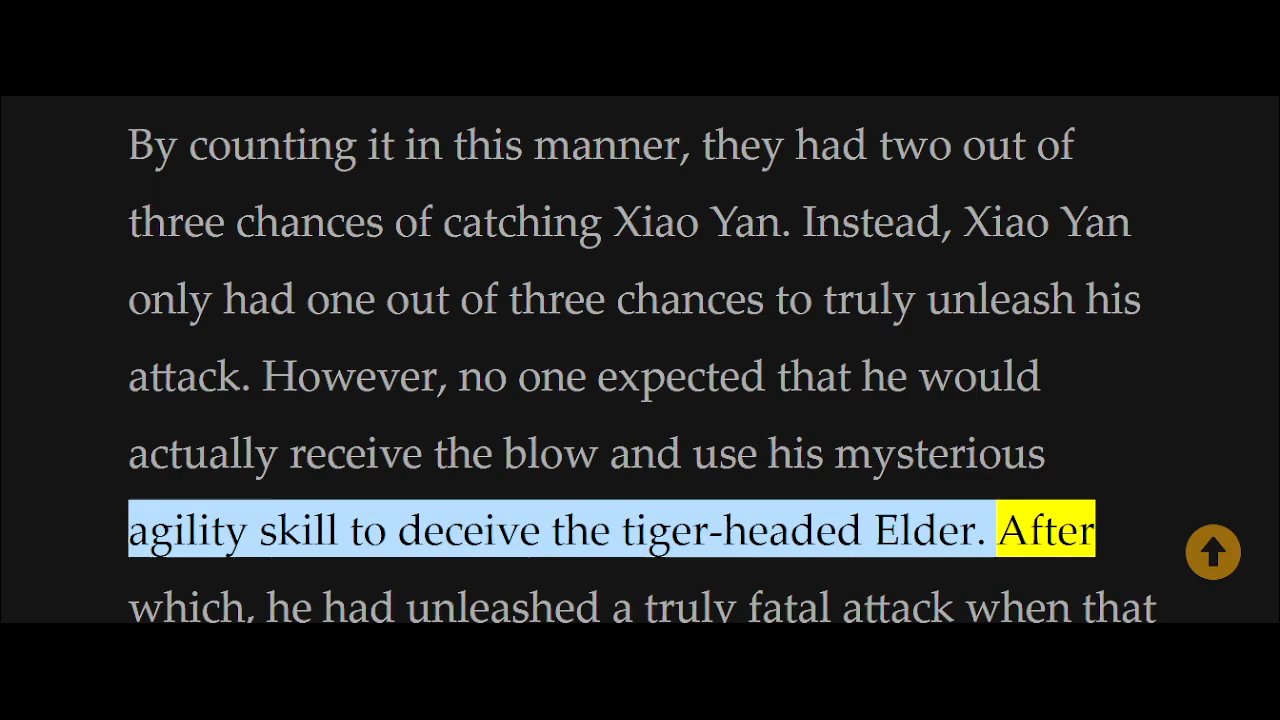 By counting it in this manner, they had two out of
three chances of catching Xiao Yan. Instead, Xiao Yan
only had one out of three chances to truly unleash his
attack. However, no one expected that he would
actually receive the blow and use his mysterious
agility skill to deceive the tiger-headed Elder. After
which, he had unleashed a truly fatal attack when that